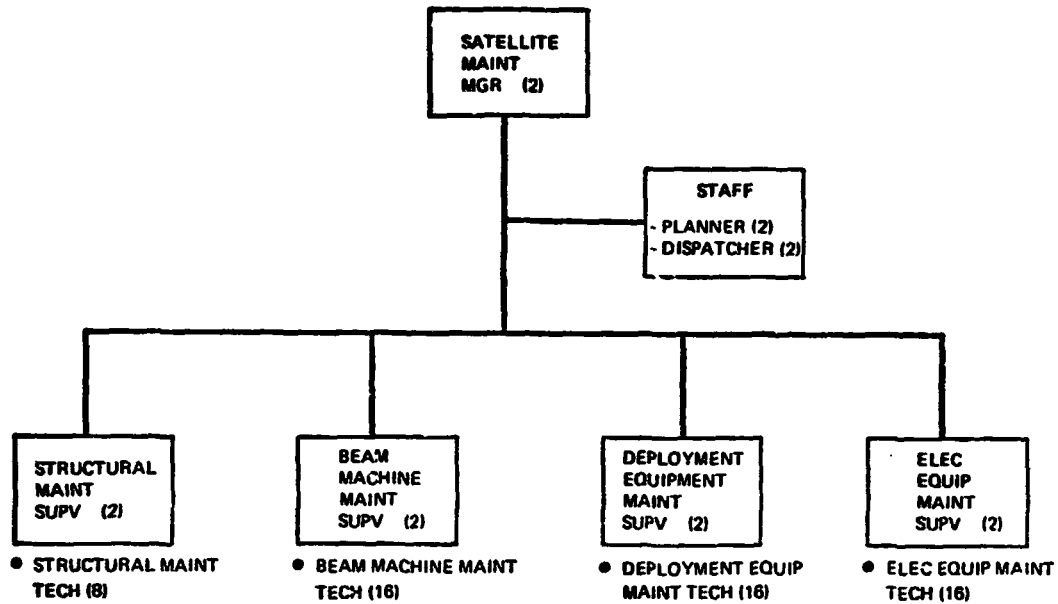 SATELLITE
MAINT
MGR (2)
STAFF
- PLANNER (2)
- DISPATCHER (2)
STRUCTURAL
MAINT
SUPV (2)
● STRUCTURAL MAINT
TECH (8)
BEAM
MACHINE
MAINT
SUPV (2)
● BEAM MACHINE MAINT
TECH (16)
DEPLOYMENT
EQUIPMENT
MAINT
SUPV (2)
● DEPLOYMENT EQUIP
MAINT TECH (16)
ELEC
EQUIP
MAINT
SUPV (2)
● ELEC EQUIP MAINT
TECH (16)